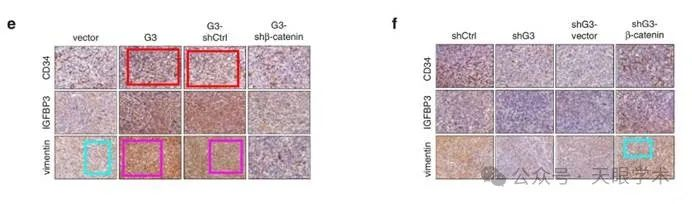 e
vector
G3
G3-
shCtrl
G3-
shβ-catenin
CD34
IGFBP3
vimentin
f
shCtrl
shG3
shG3-
vector
shG3-
β-catenin
CD34
IGFBP3
vimentin
公众号 · 天眼学术